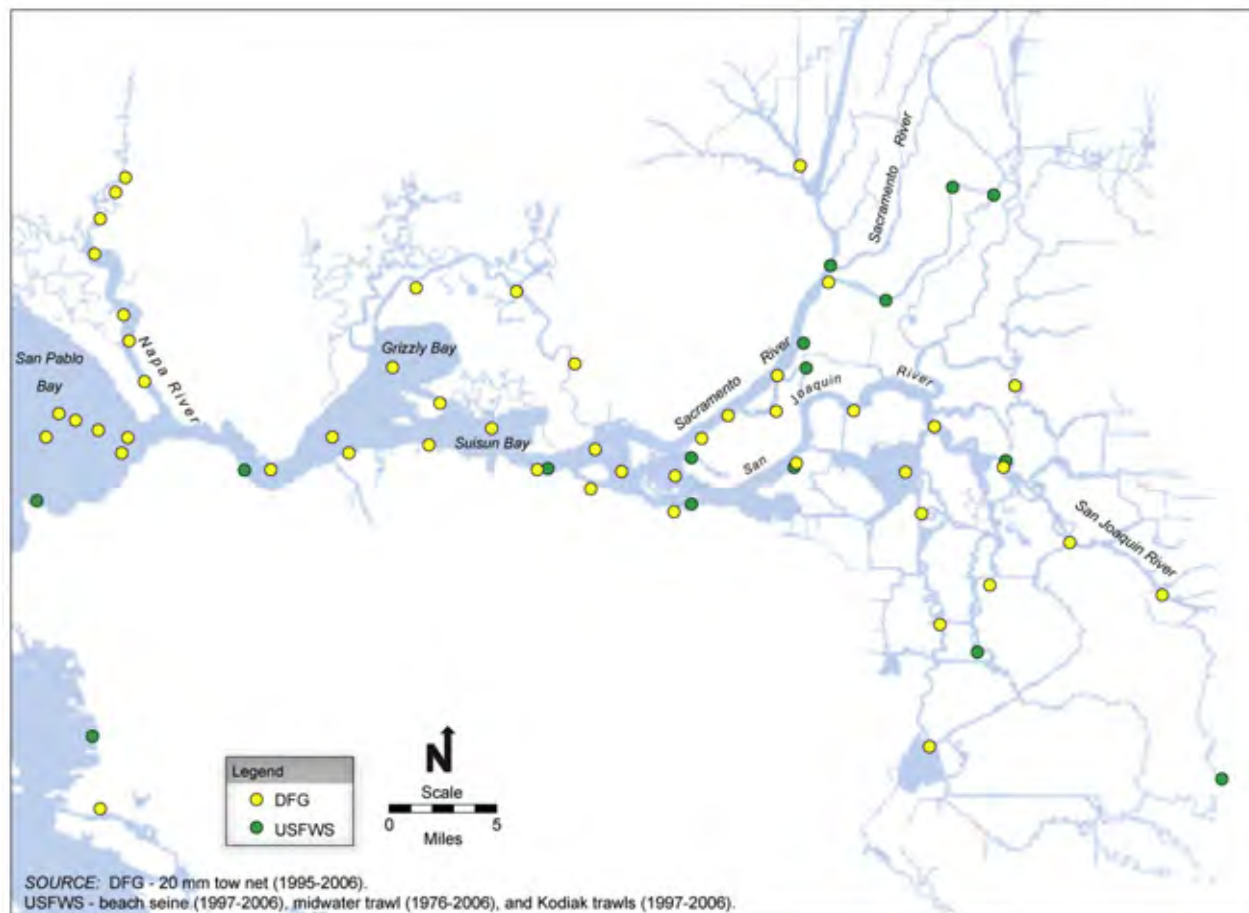 Sacramento River
San Pablo
Bay
Napa River
Grizzly Bay
Suisun Bay
Sacramento River
San Joaquin River
San Joaquin River
N
Scale
0 5
Miles
Legend
DFG
USFWS
SOURCE: DFG - 20 mm tow net (1995-2006).
USFWS - beach seine (1997-2006), midwater trawl (1976-2006), and Kodiak trawls (1997-2006).